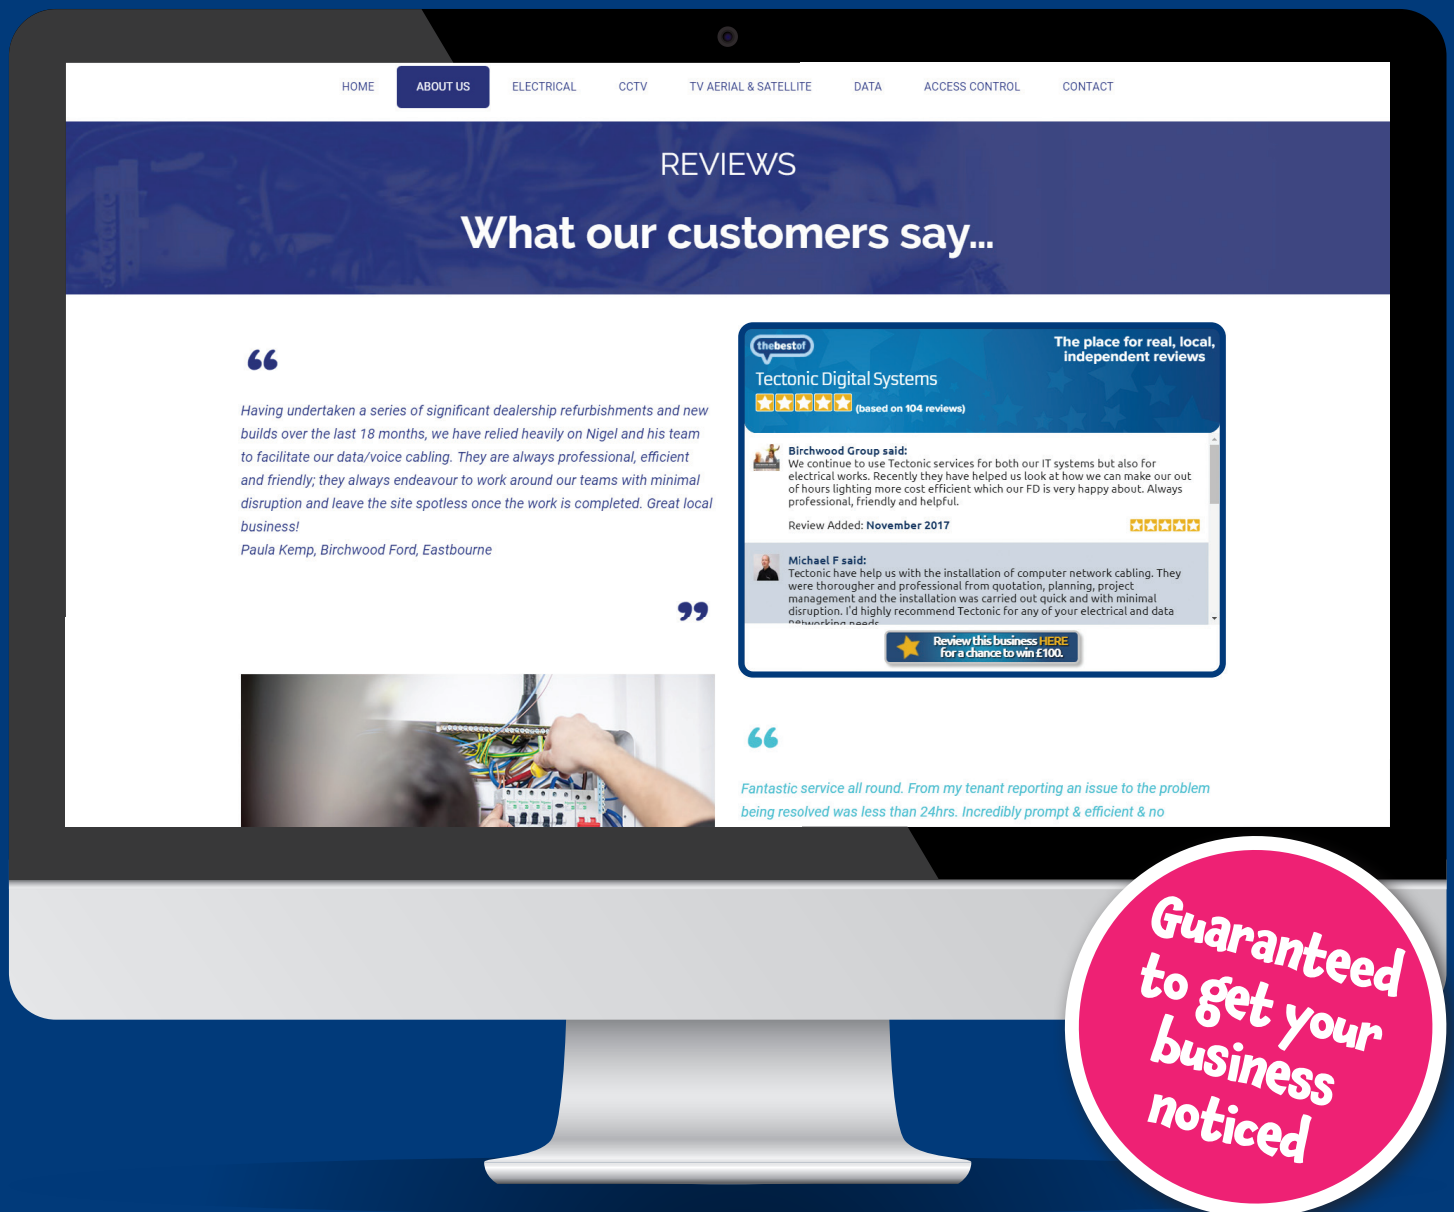 HOME ABOUT US ELECTRICAL CCTV TV AERIAL & SATELLITE DATA ACCESS CONTROL CONTACT
REVIEWS
What our customers say...
“
Having undertaken a series of significant dealership refurbishments and new
builds over the last 18 months, we have relied heavily on Nigel and his team
to facilitate our data/voice cabling. They are always professional, efficient
and friendly; they always endeavour to work around our teams with minimal
disruption and leave the site spotless once the work is completed. Great local
business!
Paula Kemp, Birchwood Ford, Eastbourne
”
thebestof
The place for real, local,
independent reviews
Tectonic Digital Systems
(based on 104 reviews)
Birchwood Group said:
We continue to use Tectonic services for both our IT systems but also for
electrical works. Recently they have helped us look at how we can make our out
of hours lighting more cost efficient which our FD is very happy about. Always
professional, friendly and helpful.
Review Added: November 2017
Michael F said:
Tectonic have help us with the installation of computer network cabling. They
were thorougher and professional from quotation, planning, project
management and the installation was carried out quick and with minimal
disruption. I'd highly recommend Tectonic for any of your electrical and data
networking needs
Review this business HERE
for a chance to win £100.
“
Fantastic service all round. From my tenant reporting an issue to the problem
being resolved was less than 24hrs. Incredibly prompt & efficient & no
Guaranteed
to get your
business
noticed